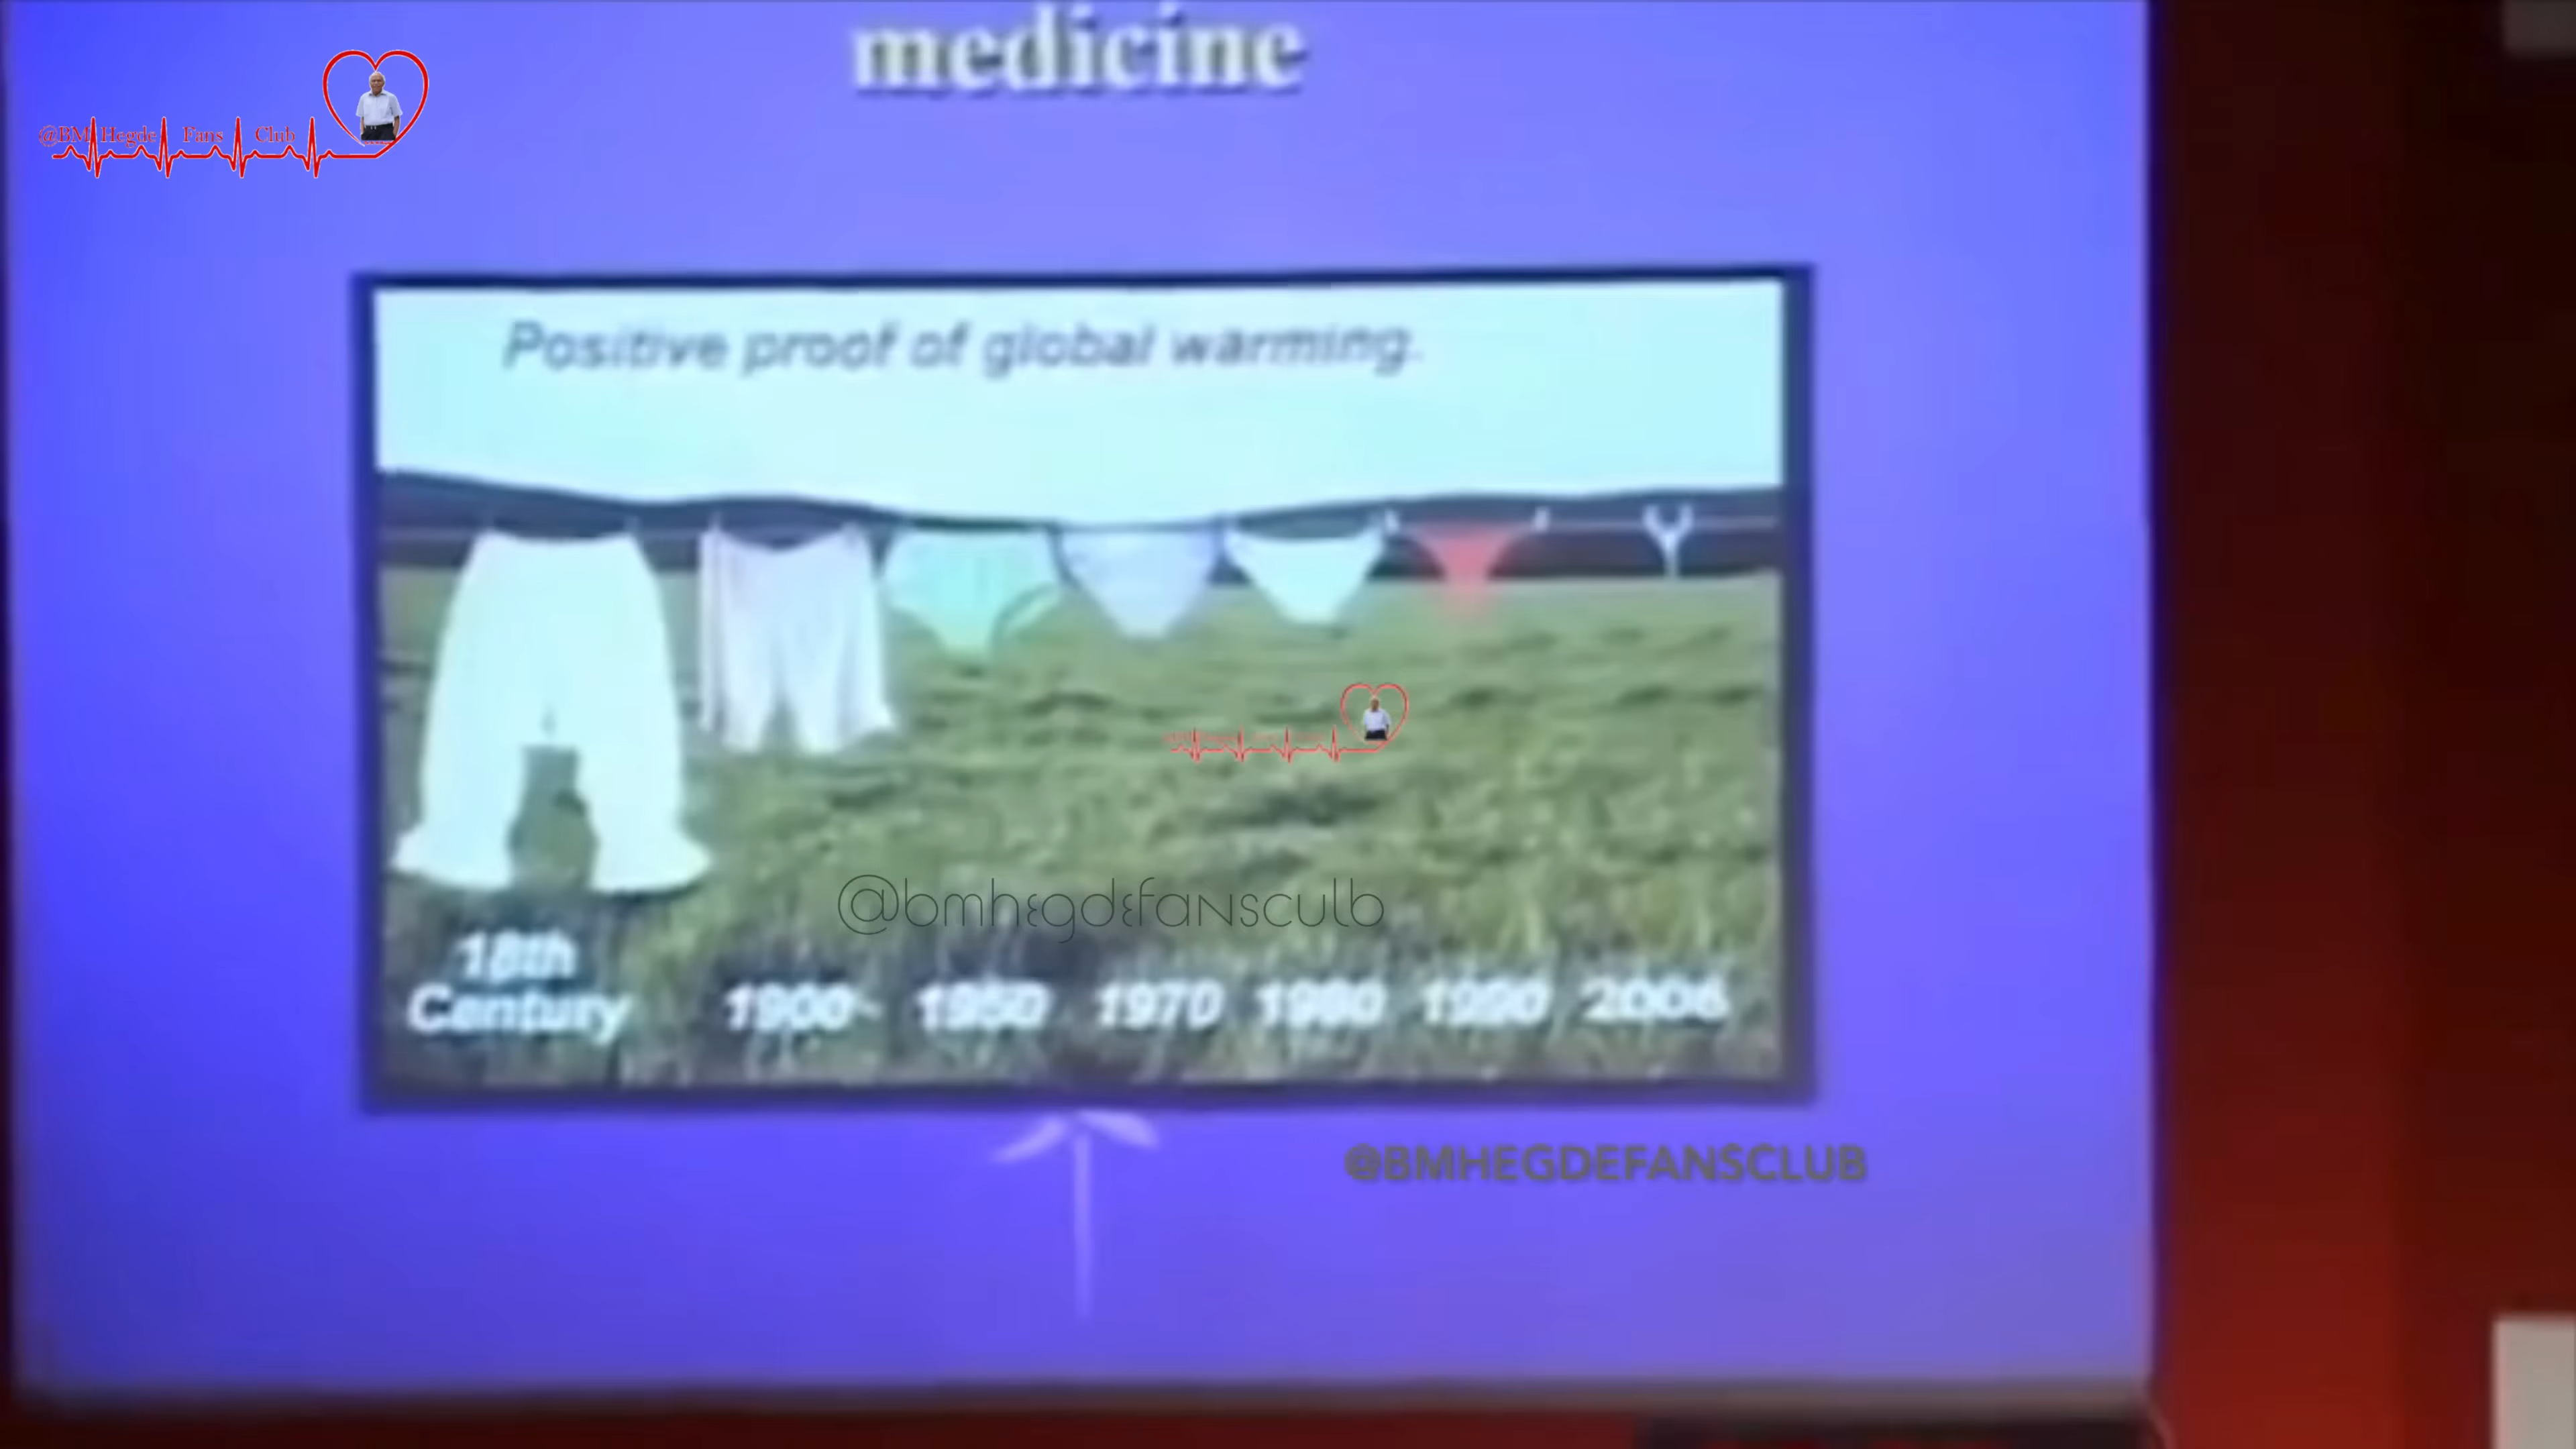 medicine
@BM Hegde Fans Club
Positive proof of global warming.
@bmhegdefansculb
18th
Century
1900 1950 1970 1980 1990 2006
@BMHEGDEFANSCLUB